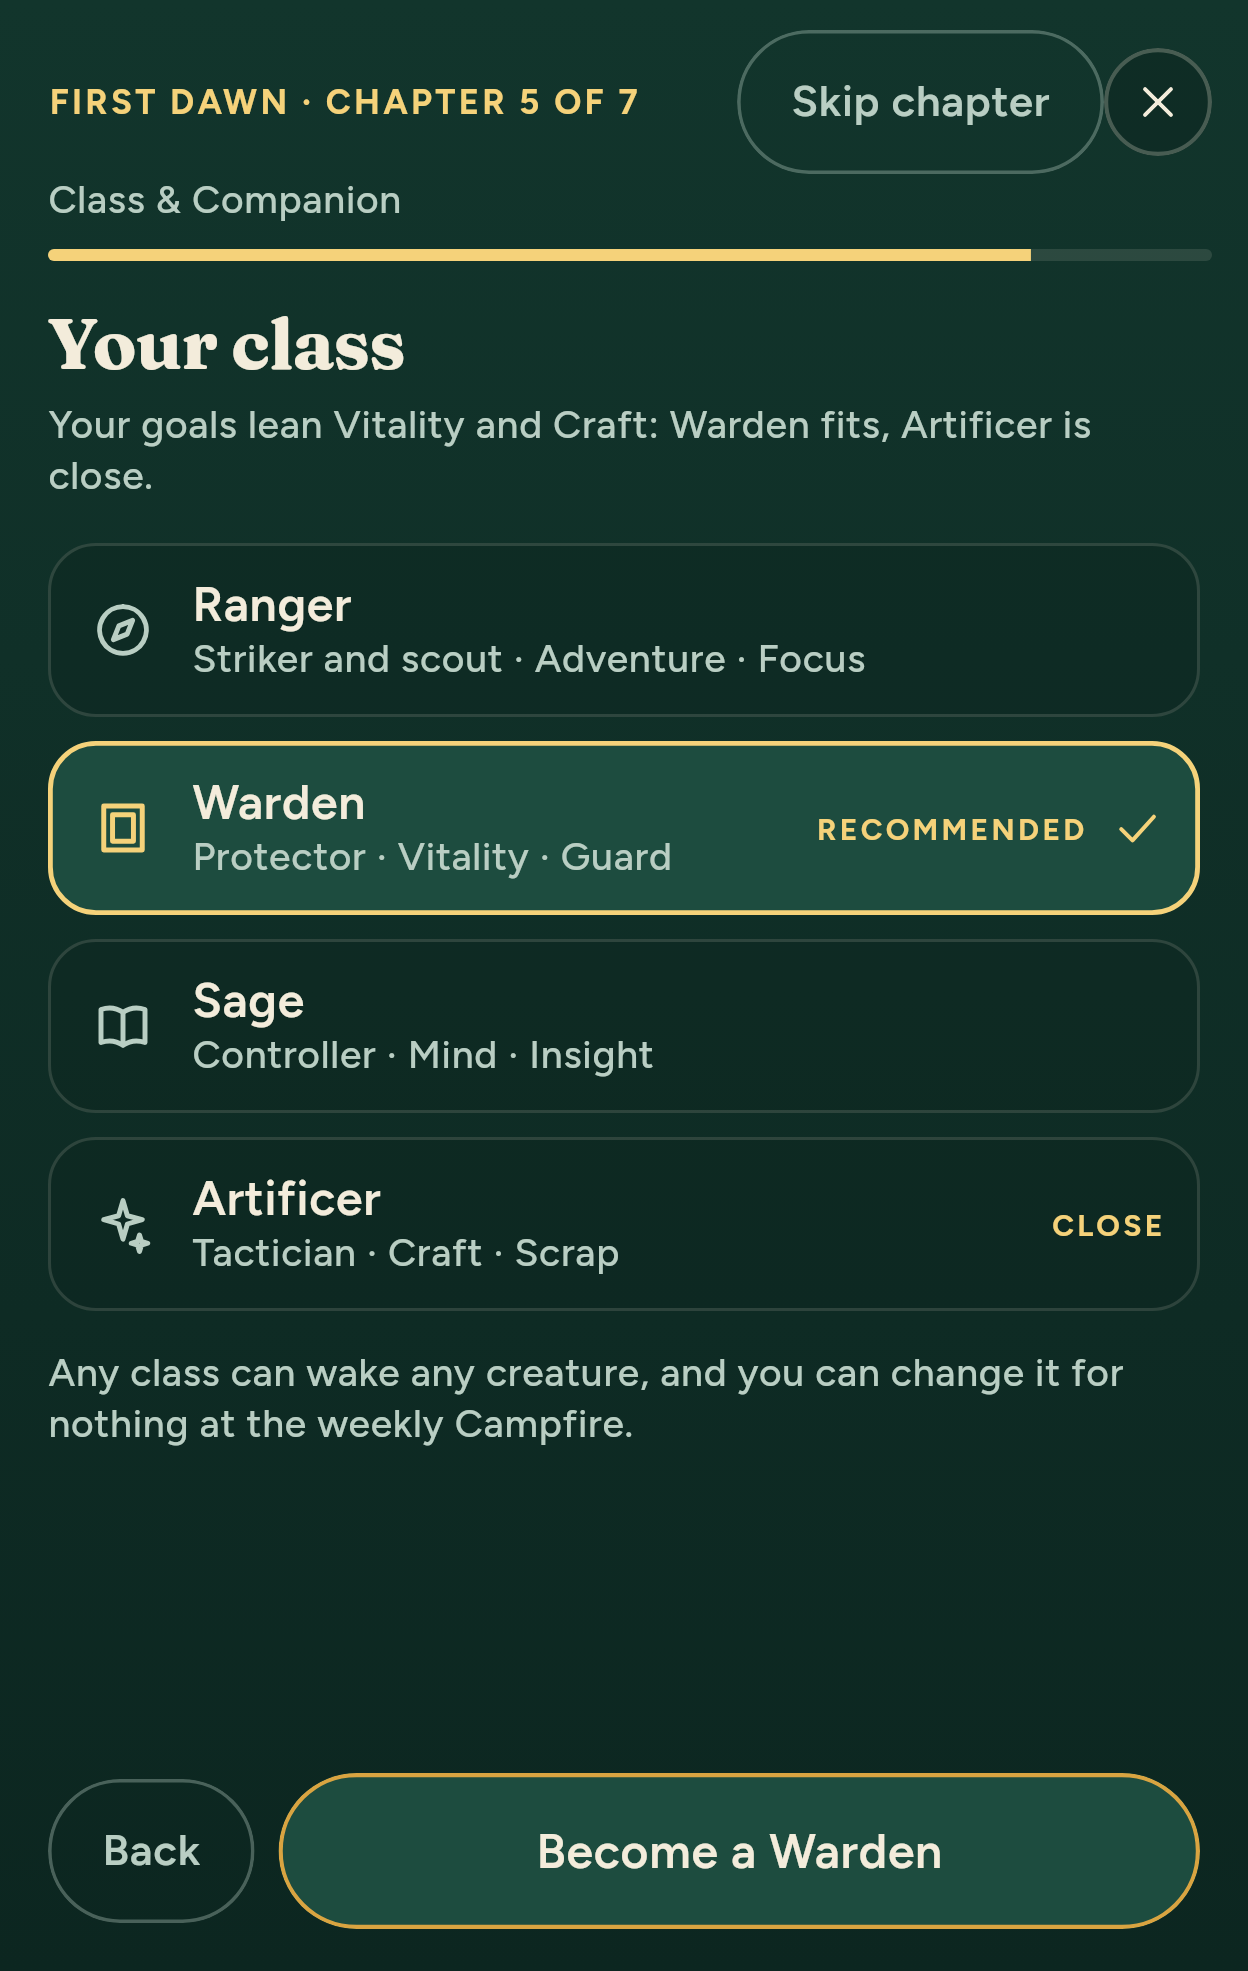 FIRST DAWN · CHAPTER 5 OF 7
Skip chapter
Class & Companion
Your class
Your goals lean Vitality and Craft: Warden fits, Artificer is
close.
Ranger
Striker and scout · Adventure · Focus
Warden
Protector · Vitality · Guard
RECOMMENDED
Sage
Controller · Mind · Insight
Artificer
Tactician · Craft · Scrap
CLOSE
Any class can wake any creature, and you can change it for
nothing at the weekly Campfire.
Back
Become a Warden